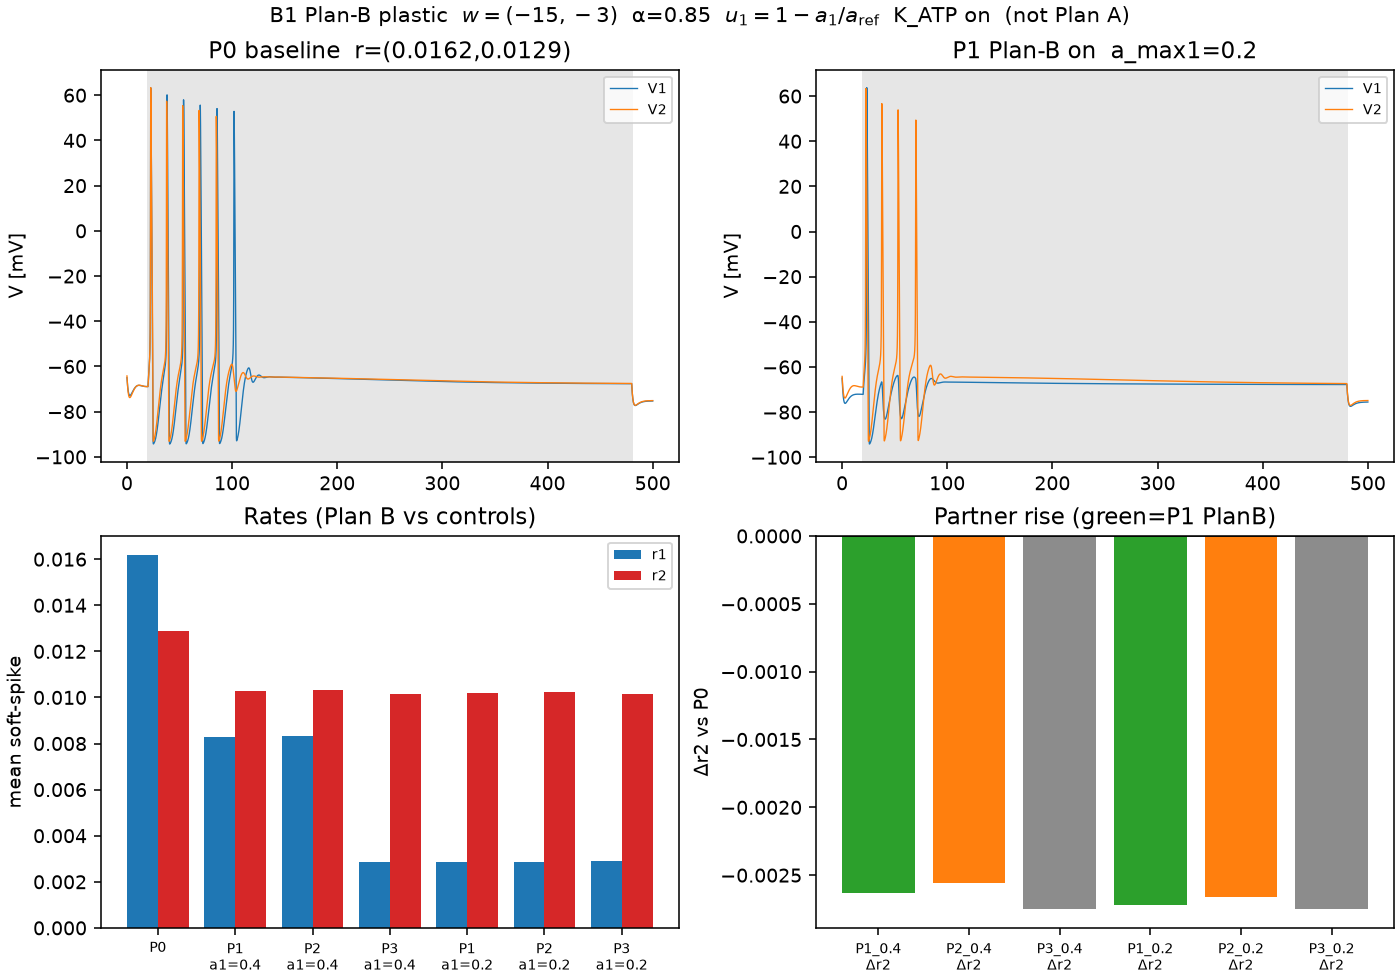 B1 Plan-B plastic w = (−15, −3) α=0.85 u₁ = 1 − a₁/a_ref K_ATP on (not Plan A)
P0 baseline r=(0.0162,0.0129)
V [mV]
60
40
20
0
−20
−40
−60
−80
−100
0 100 200 300 400 500
V1
V2
P1 Plan-B on a_max1=0.2
V [mV]
60
40
20
0
−20
−40
−60
−80
−100
0 100 200 300 400 500
V1
V2
Rates (Plan B vs controls)
mean soft-spike
0.016
0.014
0.012
0.010
0.008
0.006
0.004
0.002
0.000
r1
r2
P0 P1 P2 P3 P1 P2 P3
a1=0.4 a1=0.4 a1=0.4 a1=0.2 a1=0.2 a1=0.2
Partner rise (green=P1 PlanB)
Δr2 vs P0
0.0000
−0.0005
−0.0010
−0.0015
−0.0020
−0.0025
P1_0.4 P2_0.4 P3_0.4 P1_0.2 P2_0.2 P3_0.2
Δr2 Δr2 Δr2 Δr2 Δr2 Δr2